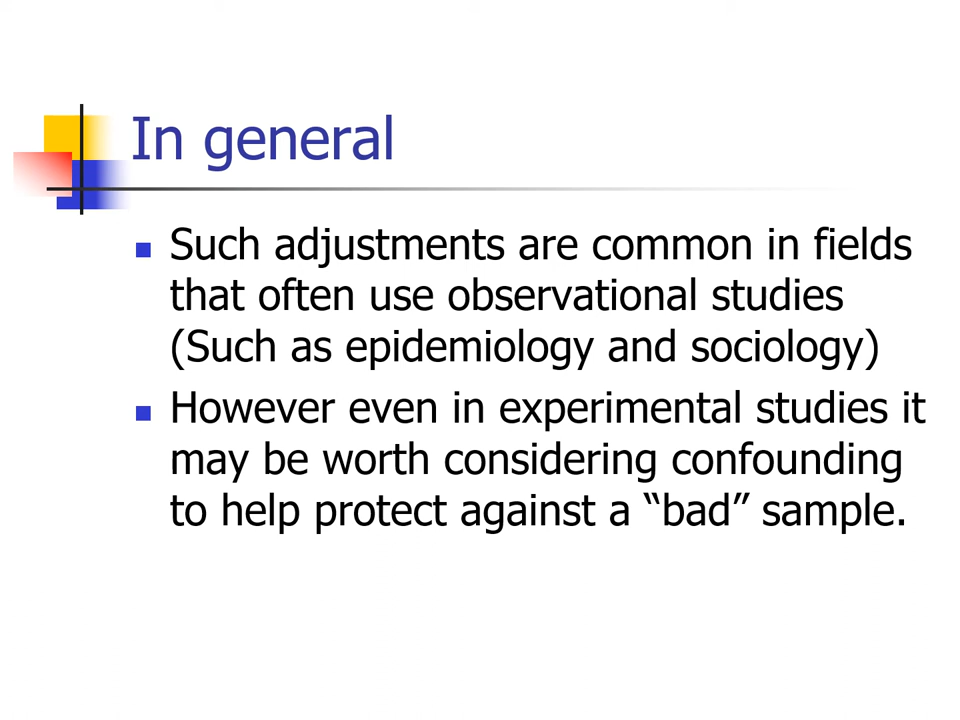 In general
Such adjustments are common in fields
that often use observational studies
(Such as epidemiology and sociology)
However even in experimental studies it
may be worth considering confounding
to help protect against a “bad” sample.